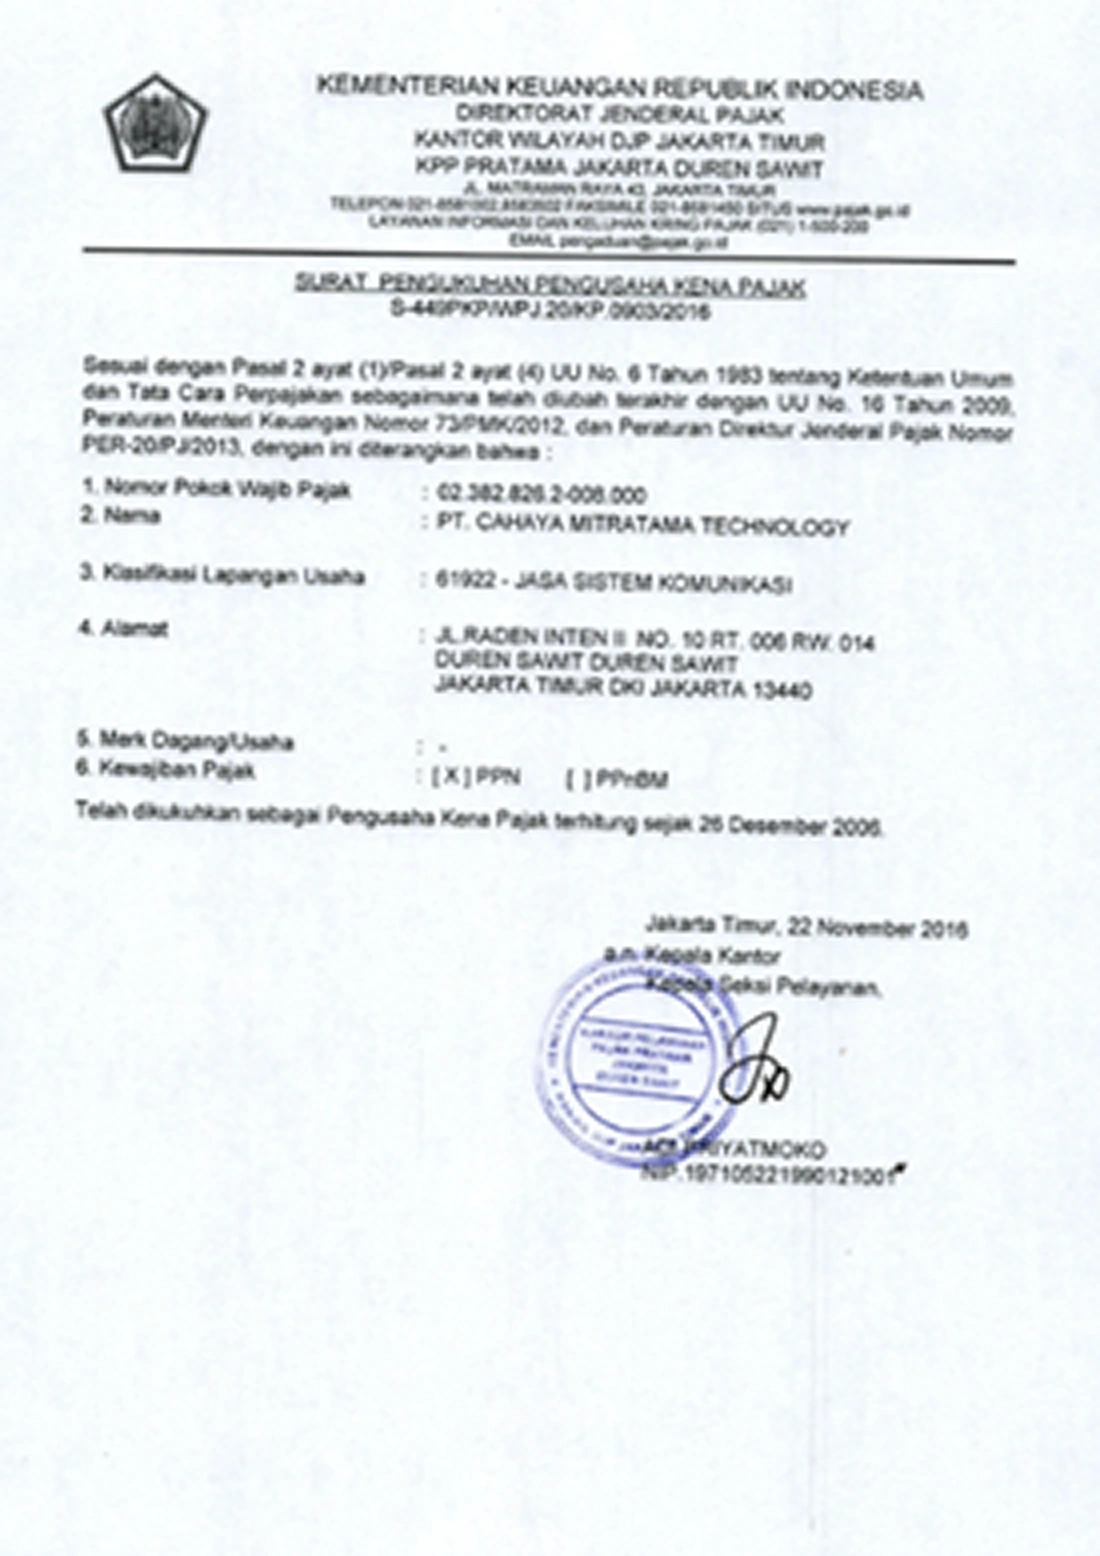 KEMENTERIAN KEUANGAN REPUBLIK INDONESIA
DIREKTORAT JENDERAL PAJAK
KANTOR WILAYAH DJP JAKARTA TIMUR
KPP PRATAMA JAKARTA DUREN SAWIT
JL. MATRAMAN RAYA 43, JAKARTA TIMUR
TELEPON 021-8581002,8583502 FAKSIMILE 021-8581450 SITUS www.pajak.go.id
LAYANAN INFORMASI DAN KELUHAN KRING PAJAK (021) 1-500-200
EMAIL pengaduan@pajak.go.id
SURAT PENGUKUHAN PENGUSAHA KENA PAJAK
S-449PKP/WPJ.20/KP.0903/2016
Sesuai dengan Pasal 2 ayat (1)/Pasal 2 ayat (4) UU No. 6 Tahun 1983 tentang Ketentuan Umum
dan Tata Cara Perpajakan sebagaimana telah diubah terakhir dengan UU No. 16 Tahun 2009,
Peraturan Menteri Keuangan Nomor 73/PMK/2012, dan Peraturan Direktur Jenderal Pajak Nomor
PER-20/PJ/2013, dengan ini diterangkan bahwa :
1. Nomor Pokok Wajib Pajak : 02.382.826.2-008.000
2. Nama : PT. CAHAYA MITRATAMA TECHNOLOGY
3. Klasifikasi Lapangan Usaha : 61922 - JASA SISTEM KOMUNIKASI
4. Alamat : JL.RADEN INTEN II NO. 10 RT. 006 RW. 014
DUREN SAWIT DUREN SAWIT
JAKARTA TIMUR DKI JAKARTA 13440
5. Merk Dagang/Usaha : -
6. Kewajiban Pajak : [ X ] PPN [ ] PPnBM
Telah dikukuhkan sebagai Pengusaha Kena Pajak terhitung sejak 26 Desember 2006.
Jakarta Timur, 22 November 2016
a.n. Kepala Kantor
Kepala Seksi Pelayanan,
KANTOR PELAYANAN
PAJAK PRATAMA
JAKARTA
DUREN SAWIT
PRIYATMOKO
NIP.197105221990121001